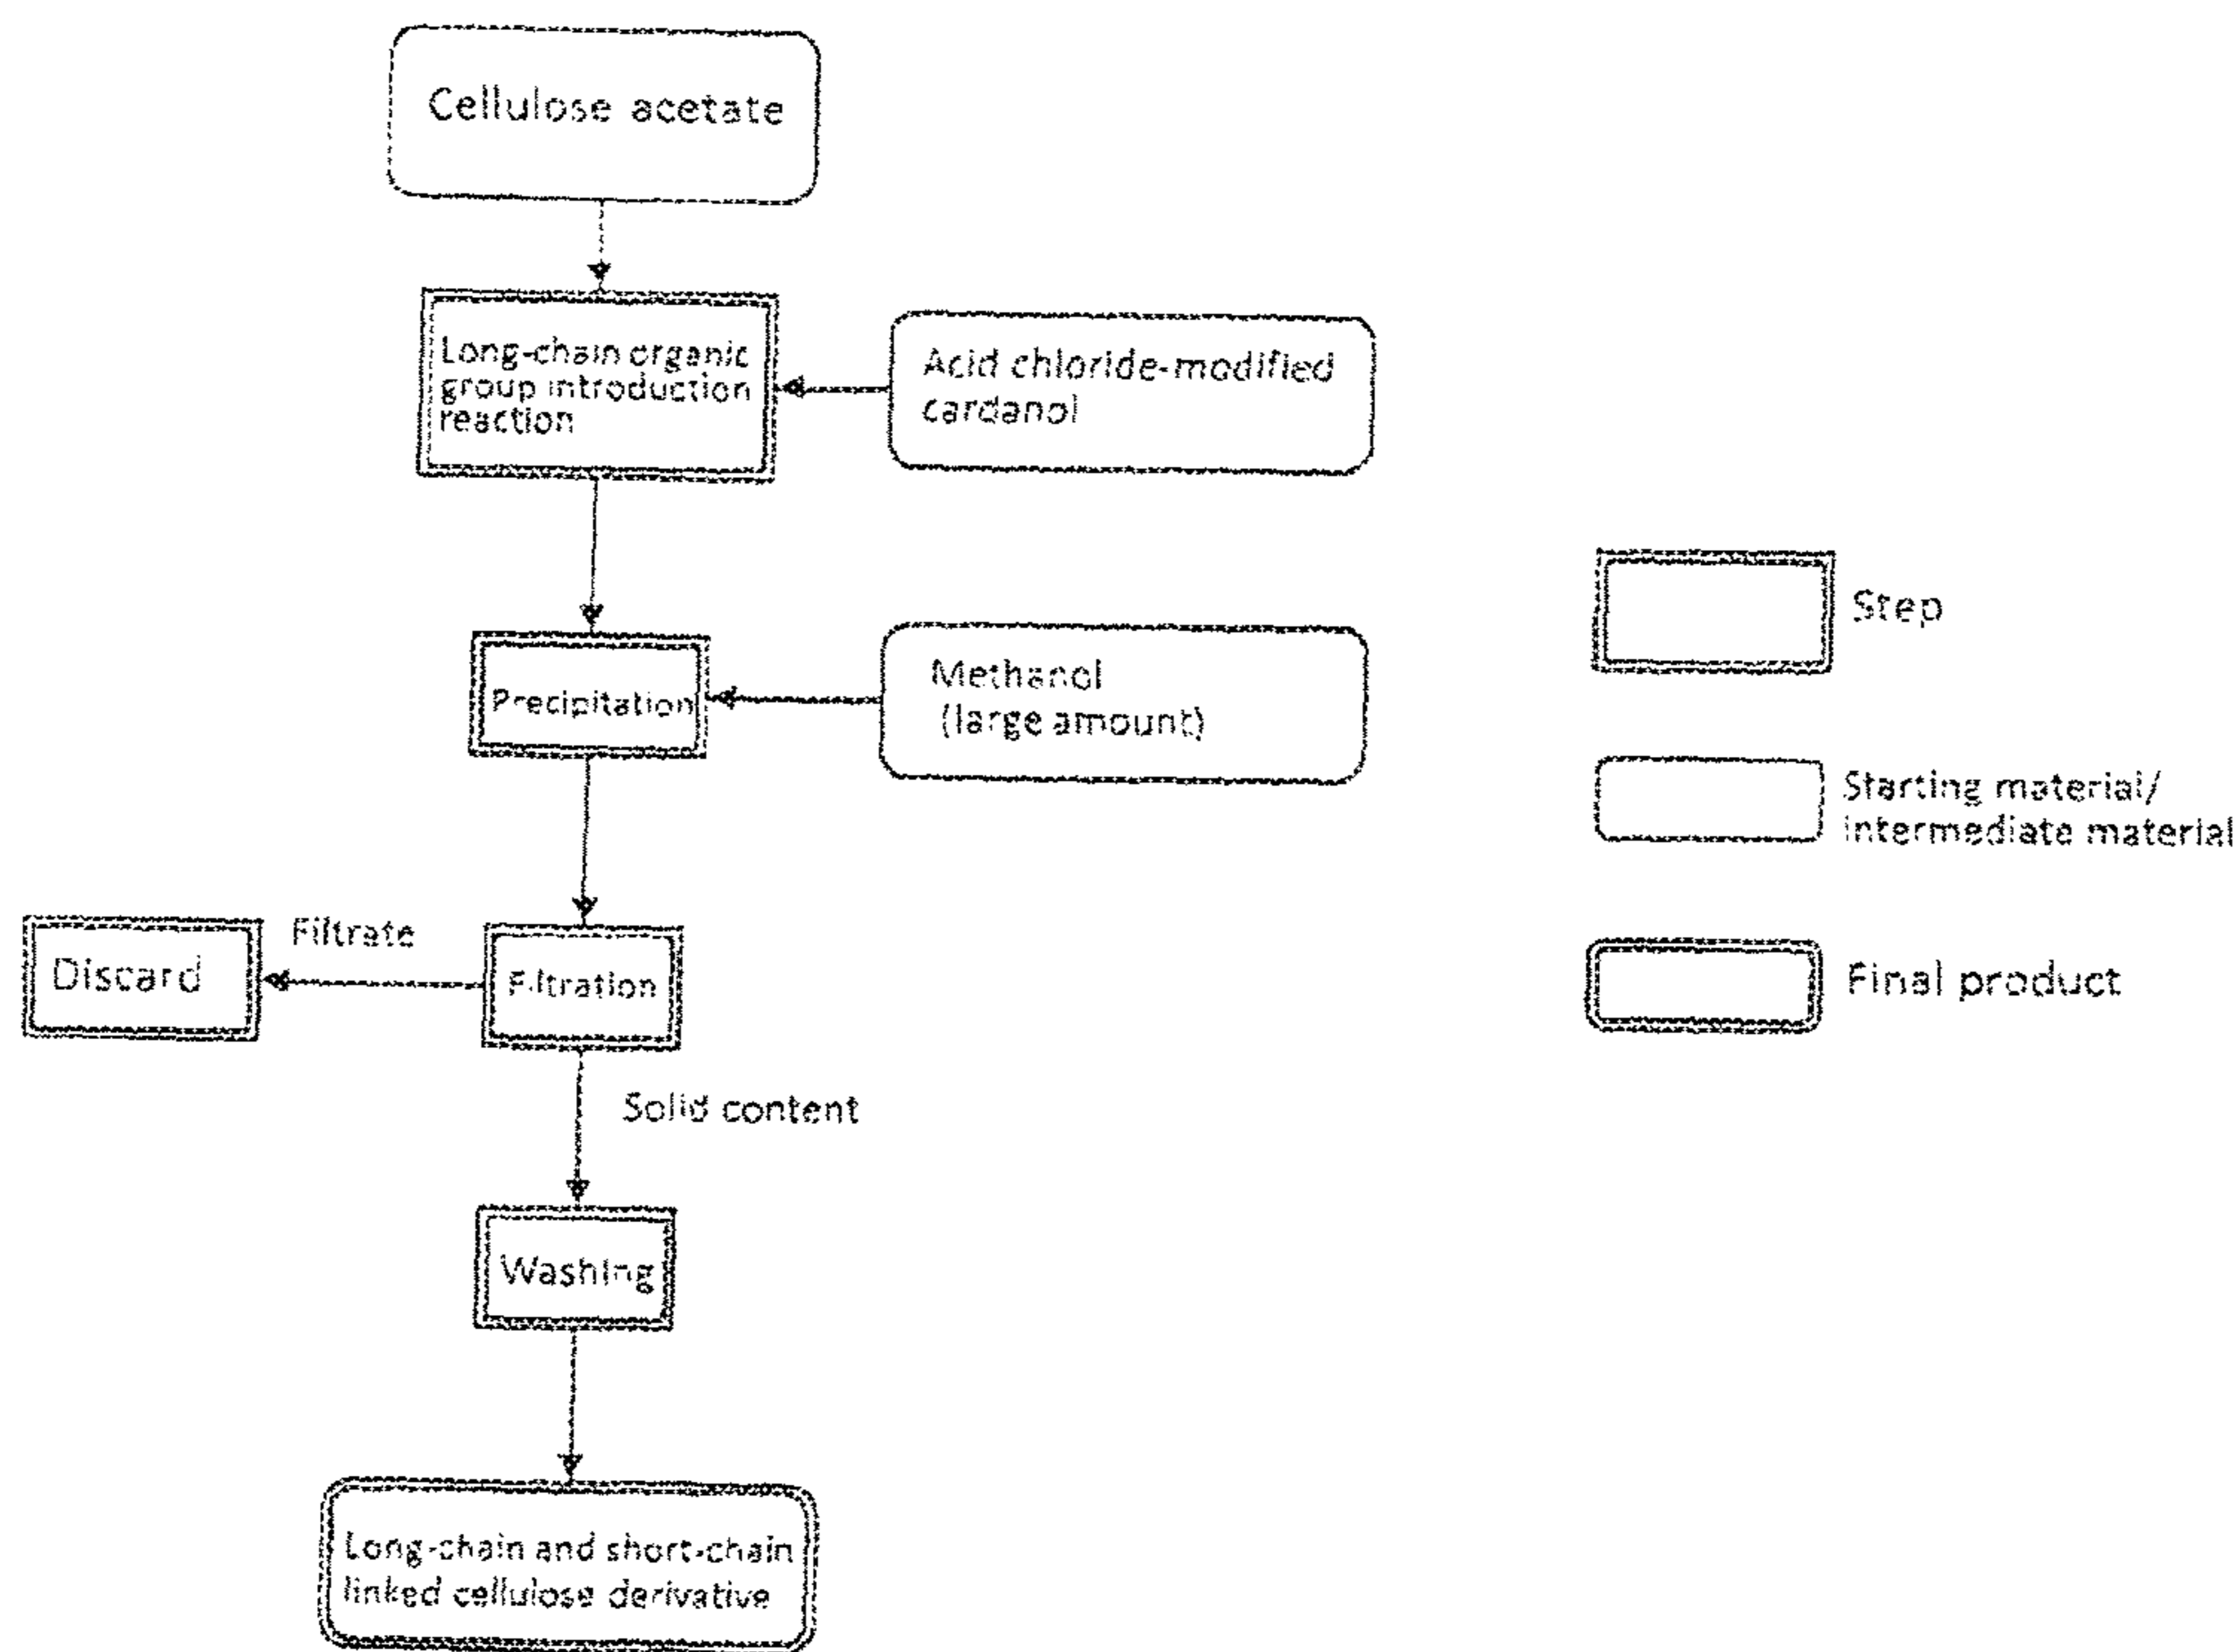 Cellulose acetate
Long-chain organic
group introduction
reaction
Acid chloride-modified
cardanol
Precipitation
Methanol
(large amount)
Step
Starting material/
intermediate material
Discard
Filtrate
Filtration
Final product
Solid content
Washing
Long-chain and short-chain
linked cellulose derivative